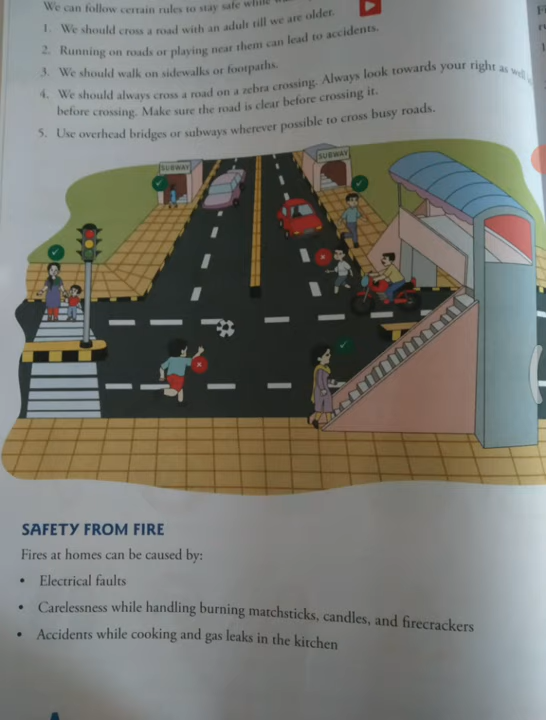 We can follow certain rules to stay safe while
1. We should cross a road with an adult till we are older.
2. Running on roads or playing near them can lead to accidents.
3. We should walk on sidewalks or footpaths.
4. We should always cross a road on a zebra crossing. Always look towards your right as well
before crossing. Make sure the road is clear before crossing it.
5. Use overhead bridges or subways wherever possible to cross busy roads.
SUBWAY
SUBWAY
SAFETY FROM FIRE
Fires at homes can be caused by:
• Electrical faults
• Carelessness while handling burning matchsticks, candles, and firecrackers
• Accidents while cooking and gas leaks in the kitchen